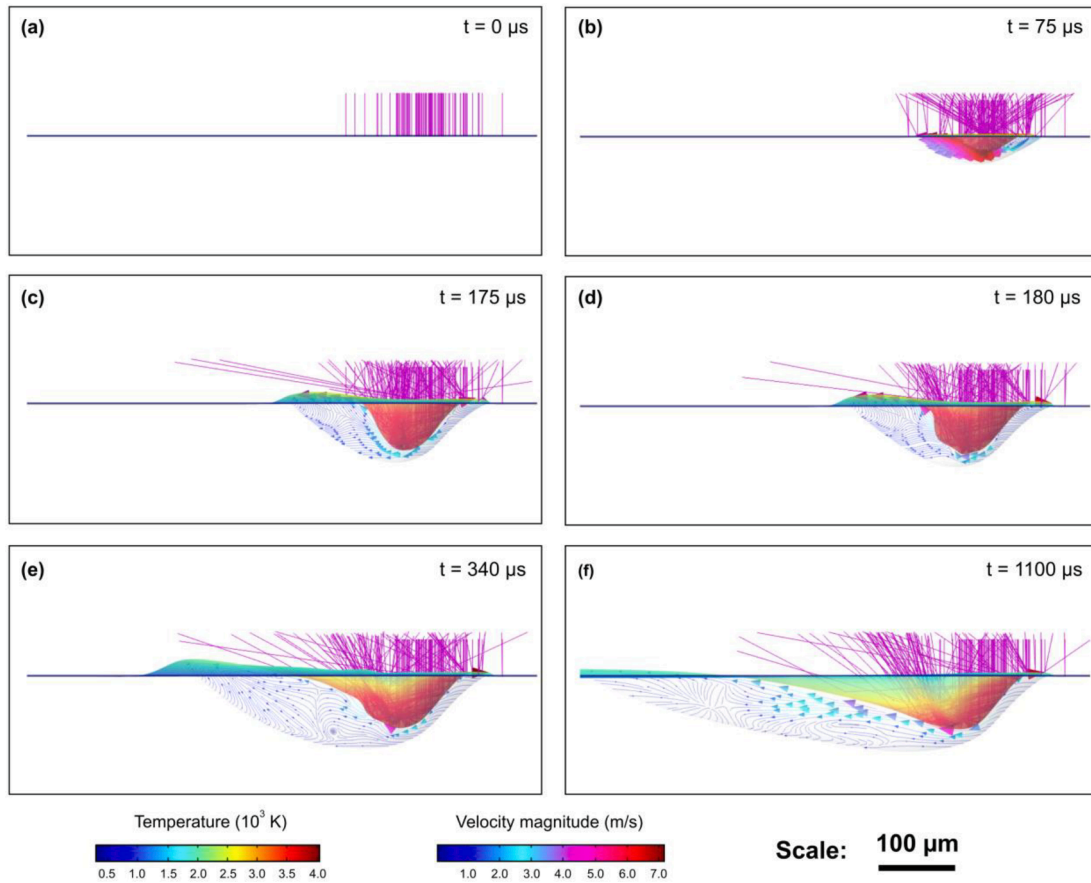 (a) t = 0 µs
(b) t = 75 µs
(c) t = 175 µs
(d) t = 180 µs
(e) t = 340 µs
(f) t = 1100 µs
Temperature (10³ K)
0.5 1.0 1.5 2.0 2.5 3.0 3.5 4.0
Velocity magnitude (m/s)
1.0 2.0 3.0 4.0 5.0 6.0 7.0
Scale: 100 µm